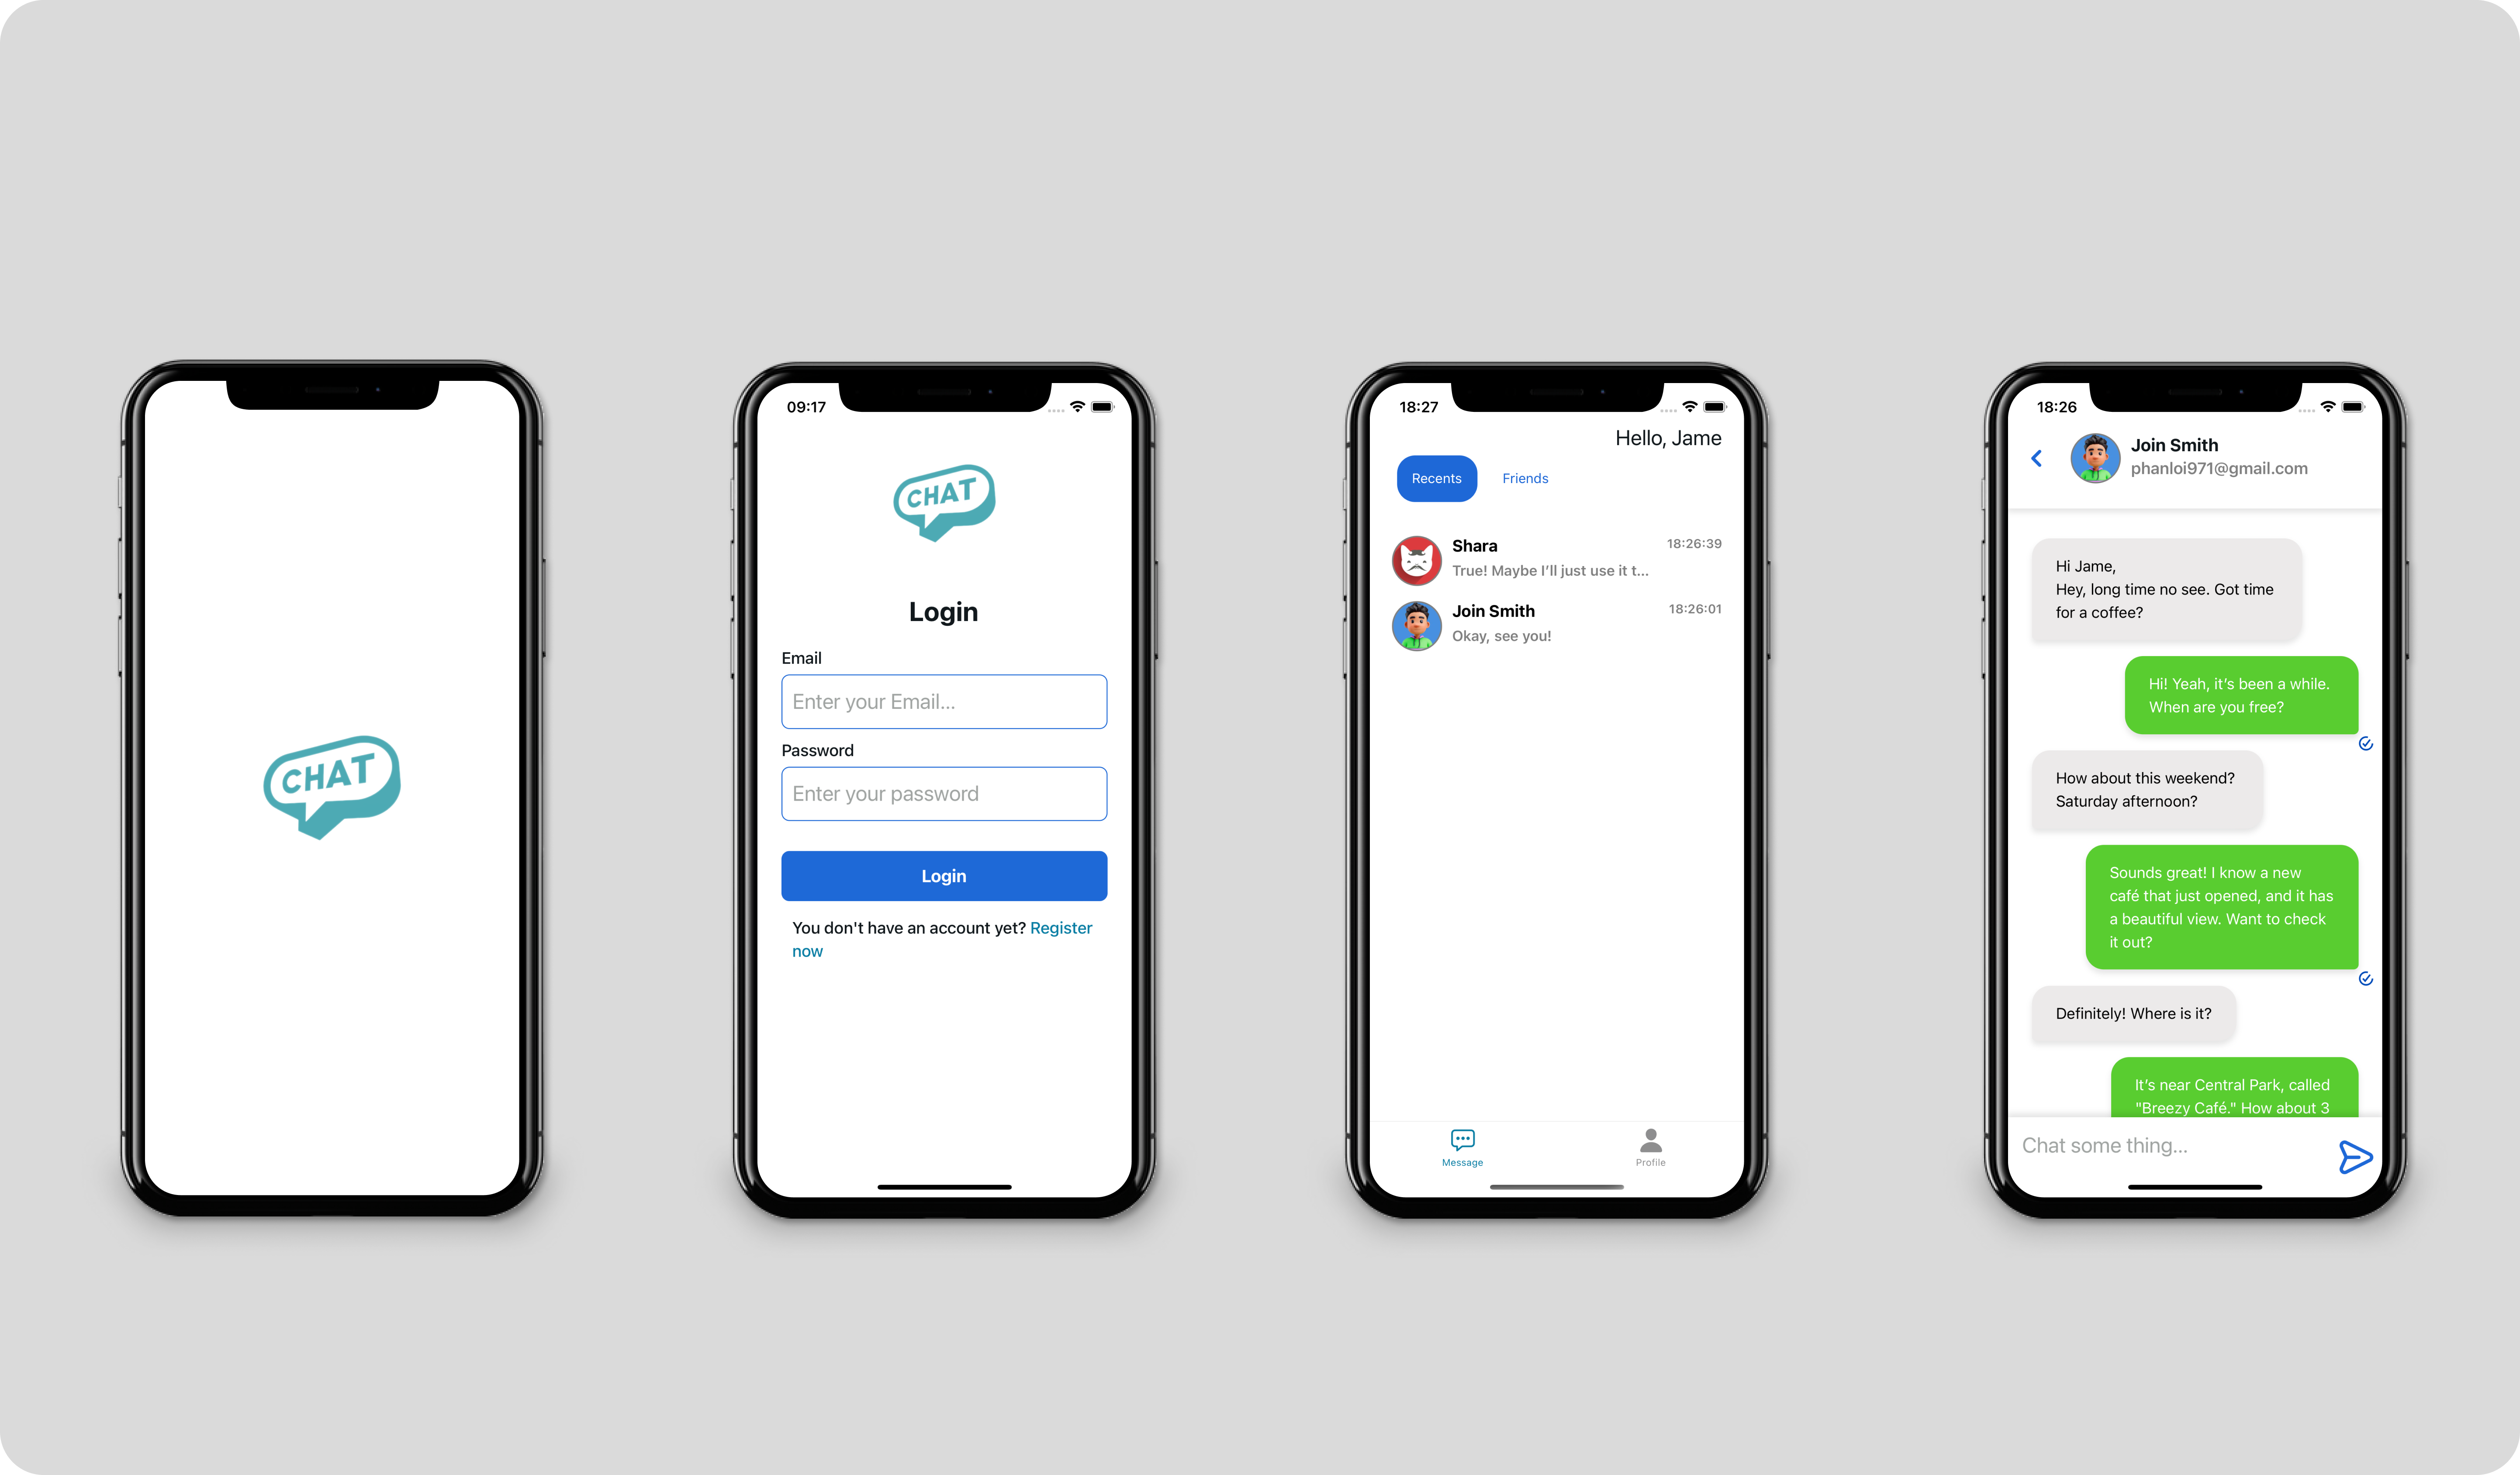 CHAT
09:17
CHAT
Login
Email
Enter your Email...
Password
Enter your password
Login
You don't have an account yet? Register
now
18:27
Hello, Jame
Recents
Friends
Shara
18:26:39
True! Maybe I’ll just use it t...
Join Smith
18:26:01
Okay, see you!
Message
Profile
18:26
Join Smith
phanloi971@gmail.com
Hi Jame,
Hey, long time no see. Got time
for a coffee?
Hi! Yeah, it’s been a while.
When are you free?
How about this weekend?
Saturday afternoon?
Sounds great! I know a new
café that just opened, and it has
a beautiful view. Want to check
it out?
Definitely! Where is it?
It’s near Central Park, called
"Breezy Café." How about 3
Chat some thing...